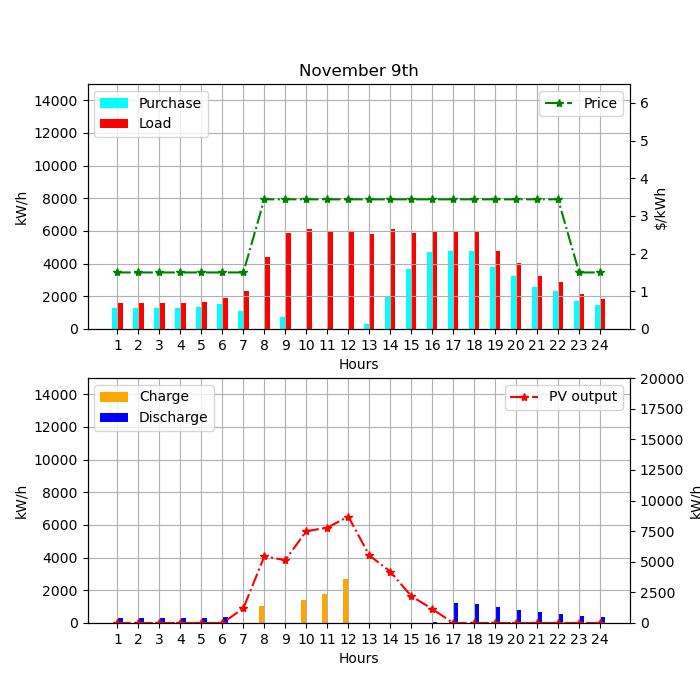 November 9th
Purchase
Load
Price
14000
12000
10000
8000
6000
4000
2000
0
kW/h
6
5
4
3
2
1
0
$/kWh
1 2 3 4 5 6 7 8 9 10 11 12 13 14 15 16 17 18 19 20 21 22 23 24
Hours
Charge
Discharge
PV output
14000
12000
10000
8000
6000
4000
2000
0
kW/h
20000
17500
15000
12500
10000
7500
5000
2500
0
kW/h
1 2 3 4 5 6 7 8 9 10 11 12 13 14 15 16 17 18 19 20 21 22 23 24
Hours